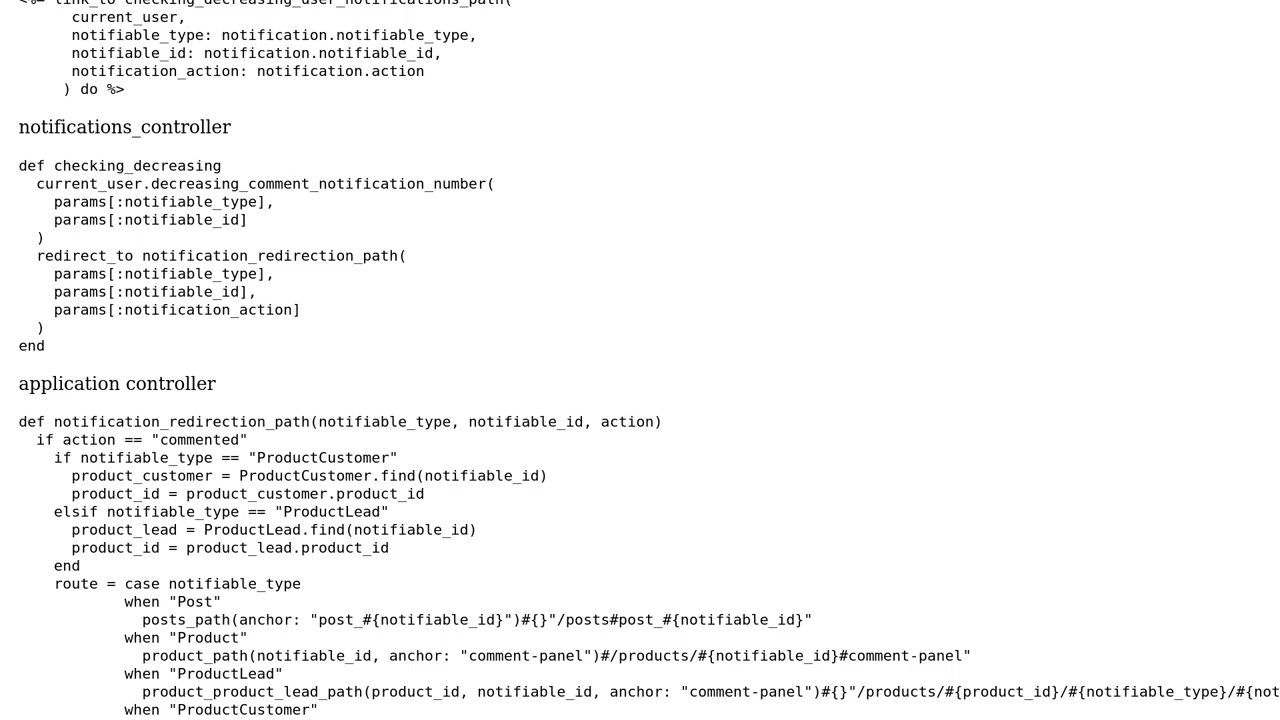 <%= link_to checking_decreasing_user_notifications_path(
      current_user,
      notifiable_type: notification.notifiable_type,
      notifiable_id: notification.notifiable_id,
      notification_action: notification.action
     ) do %>
notifications_controller
def checking_decreasing
  current_user.decreasing_comment_notification_number(
    params[:notifiable_type],
    params[:notifiable_id]
  )
  redirect_to notification_redirection_path(
    params[:notifiable_type],
    params[:notifiable_id],
    params[:notification_action]
  )
end
application controller
def notification_redirection_path(notifiable_type, notifiable_id, action)
  if action == "commented"
    if notifiable_type == "ProductCustomer"
      product_customer = ProductCustomer.find(notifiable_id)
      product_id = product_customer.product_id
    elsif notifiable_type == "ProductLead"
      product_lead = ProductLead.find(notifiable_id)
      product_id = product_lead.product_id
    end
    route = case notifiable_type
            when "Post"
              posts_path(anchor: "post_#{notifiable_id}")#{}"/posts#post_#{notifiable_id}"
            when "Product"
              product_path(notifiable_id, anchor: "comment-panel")#/products/#{notifiable_id}#comment-panel"
            when "ProductLead"
              product_product_lead_path(product_id, notifiable_id, anchor: "comment-panel")#{}"/products/#{product_id}/#{notifiable_type}/#{not
            when "ProductCustomer"